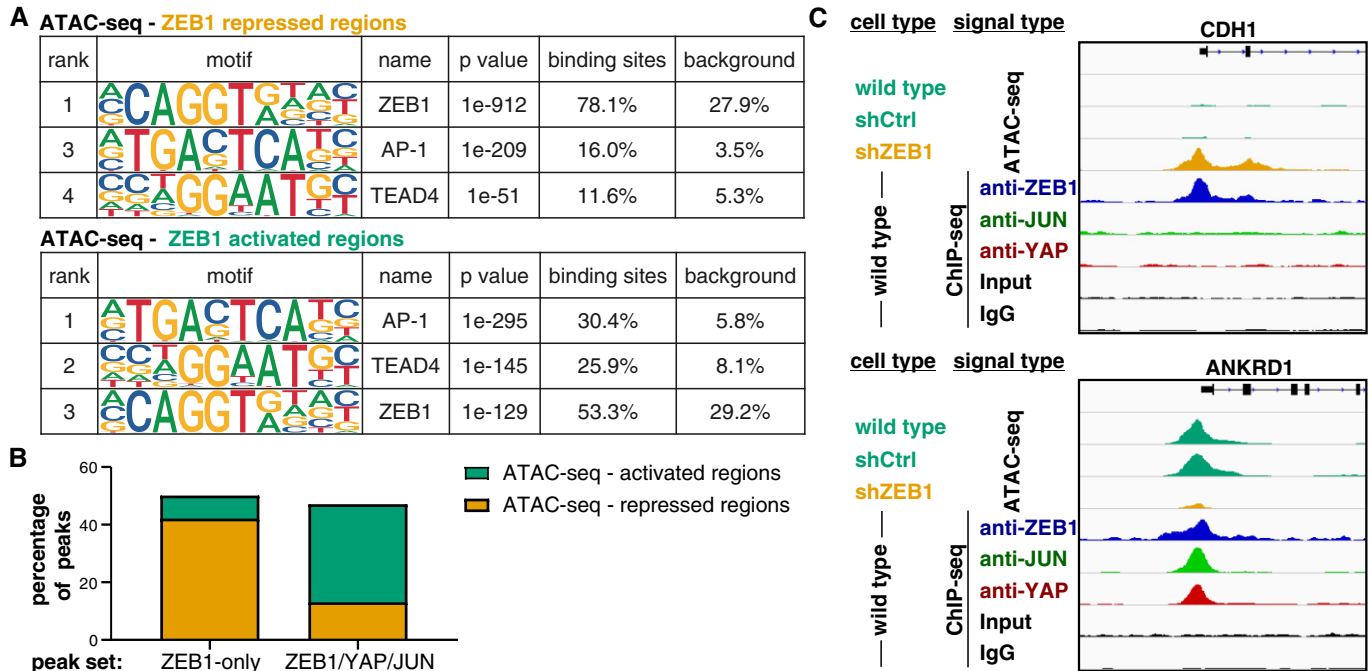 A
ATAC-seq - ZEB1 repressed regions
rank motif name p value binding sites background
1 ZEB1 1e-912 78.1% 27.9%
3 AP-1 1e-209 16.0% 3.5%
4 TEAD4 1e-51 11.6% 5.3%
ATAC-seq - ZEB1 activated regions
rank motif name p value binding sites background
1 AP-1 1e-295 30.4% 5.8%
2 TEAD4 1e-145 25.9% 8.1%
3 ZEB1 1e-129 53.3% 29.2%
B
60
40
20
0
percentage
of peaks
peak set: ZEB1-only ZEB1/YAP/JUN
ATAC-seq - activated regions
ATAC-seq - repressed regions
C
cell type signal type CDH1
wild type
shCtrl
shZEB1
ATAC-seq
wild type
ChIP-seq
anti-ZEB1
anti-JUN
anti-YAP
Input
IgG
cell type signal type ANKRD1
wild type
shCtrl
shZEB1
ATAC-seq
wild type
ChIP-seq
anti-ZEB1
anti-JUN
anti-YAP
Input
IgG